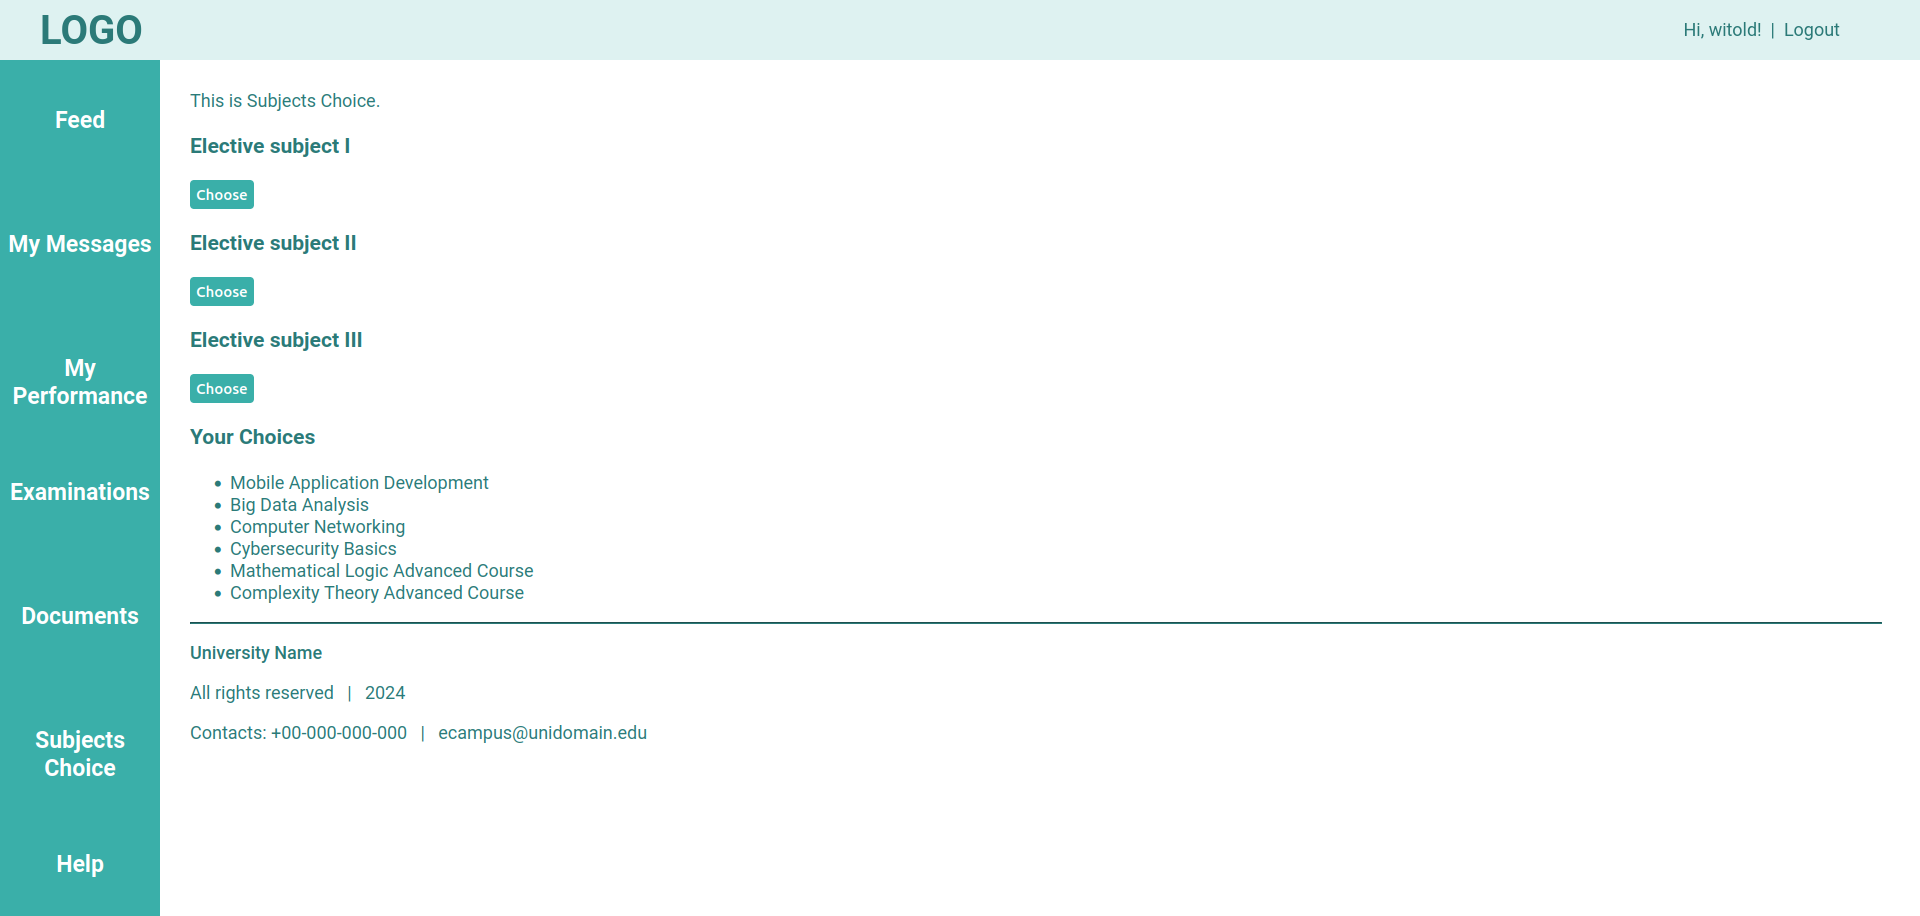 LOGO
Hi, witold! | Logout
Feed
My Messages
My
Performance
Examinations
Documents
Subjects
Choice
Help
This is Subjects Choice.
Elective subject I
Choose
Elective subject II
Choose
Elective subject III
Choose
Your Choices
Mobile Application Development
Big Data Analysis
Computer Networking
Cybersecurity Basics
Mathematical Logic Advanced Course
Complexity Theory Advanced Course
University Name
All rights reserved | 2024
Contacts: +00-000-000-000 | ecampus@unidomain.edu